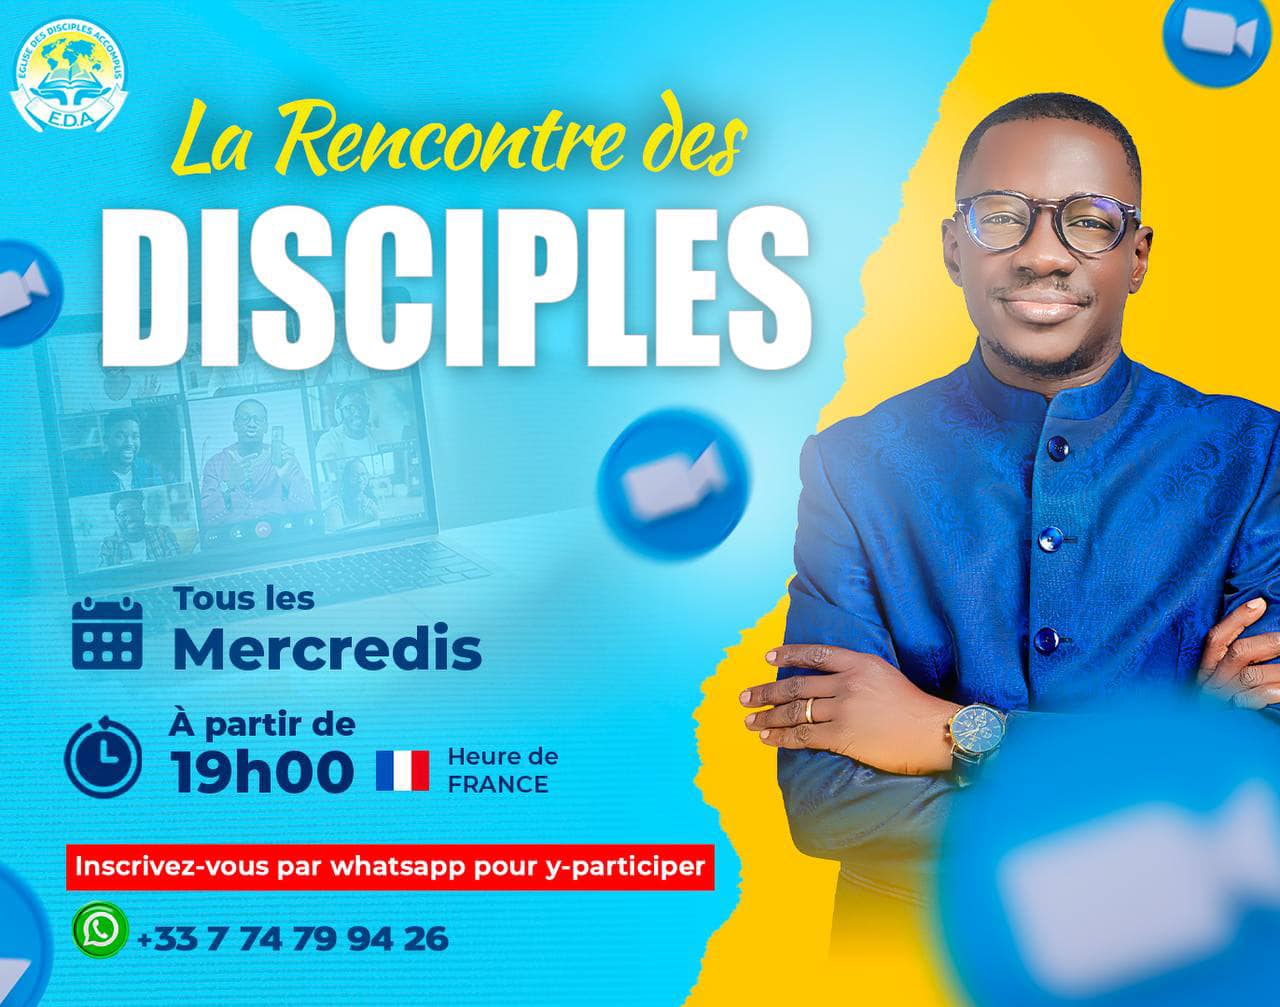 EGLISE DES DISCIPLES ACCOMPLIS
E.D.A
La Rencontre des
DISCIPLES
Tous les
Mercredis
À partir de
19h00
Heure de
FRANCE
Inscrivez-vous par whatsapp pour y-participer
+33 7 74 79 94 26